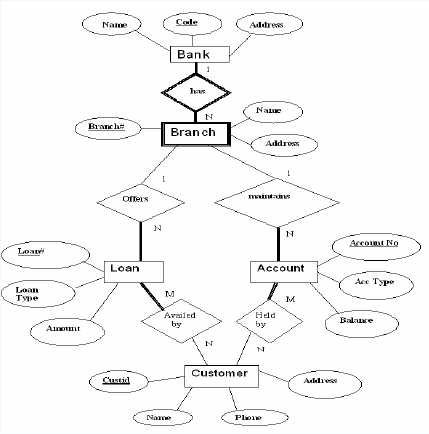 Name
Code
Address
Bank
1
has
N
Name
Branch#
Branch
Address
1
1
Offers
maintains
N
N
Account No
Loan#
Loan
Account
Acc Type
Loan
Type
M
M
Amount
Availed
by
Held
by
Balance
N
N
Customer
Custid
Address
Name
Phone